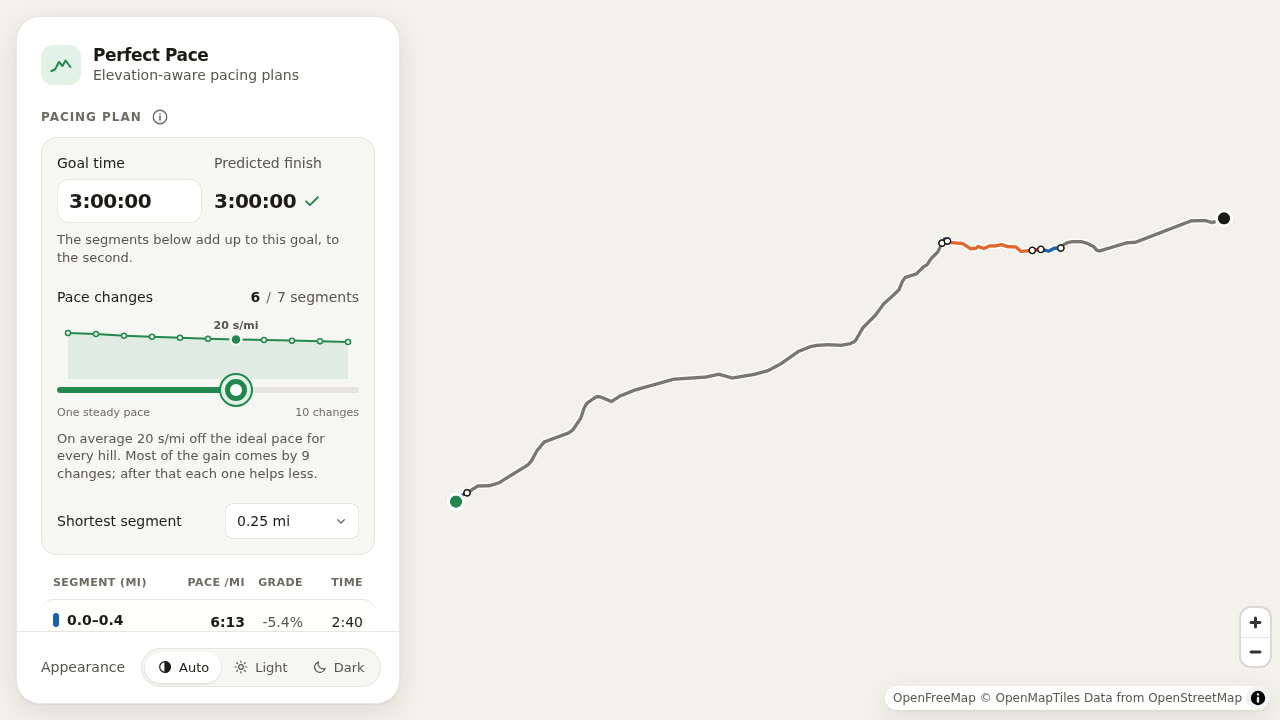 Perfect Pace
Elevation-aware pacing plans
PACING PLAN
Goal time
Predicted finish
3:00:00
3:00:00
The segments below add up to this goal, to
the second.
Pace changes
6 / 7 segments
20 s/mi
One steady pace
10 changes
On average 20 s/mi off the ideal pace for
every hill. Most of the gain comes by 9
changes; after that each one helps less.
Shortest segment
0.25 mi
SEGMENT (MI) PACE /MI GRADE TIME
0.0–0.4 6:13 -5.4% 2:40
Appearance
Auto
Light
Dark
OpenFreeMap © OpenMapTiles Data from OpenStreetMap